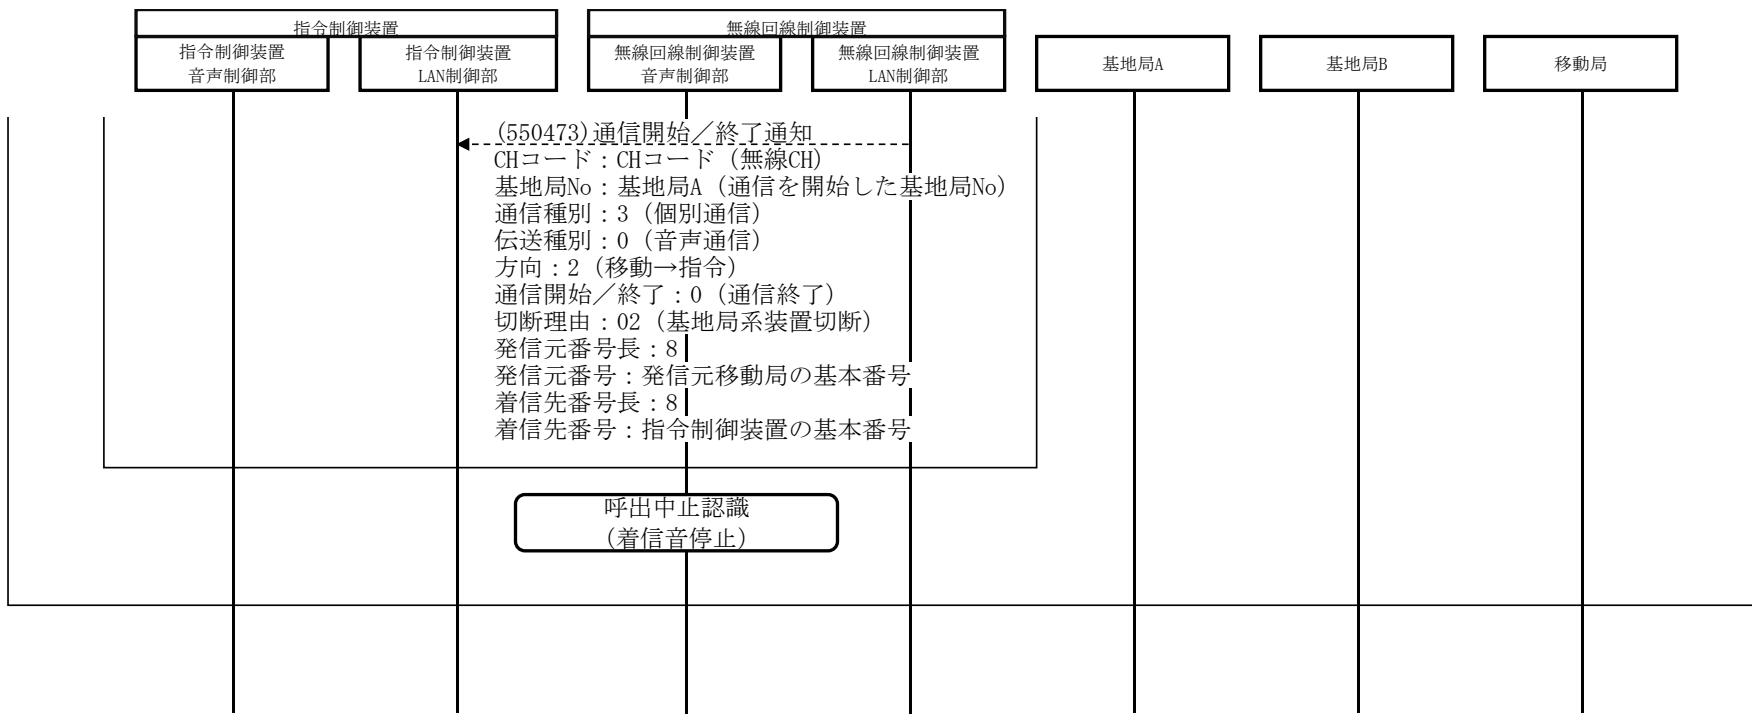 指令制御装置
無線回線制御装置
指令制御装置
音声制御部
指令制御装置
LAN制御部
無線回線制御装置
音声制御部
無線回線制御装置
LAN制御部
基地局A
基地局B
移動局
(550473)通信開始／終了通知
CHコード：CHコード（無線CH）
基地局No：基地局A（通信を開始した基地局No）
通信種別：3（個別通信）
伝送種別：0（音声通信）
方向：2（移動→指令）
通信開始／終了：0（通信終了）
切断理由：02（基地局系装置切断）
発信元番号長：8
発信元番号：発信元移動局の基本番号
着信先番号長：8
着信先番号：指令制御装置の基本番号
呼出中止認識
（着信音停止）